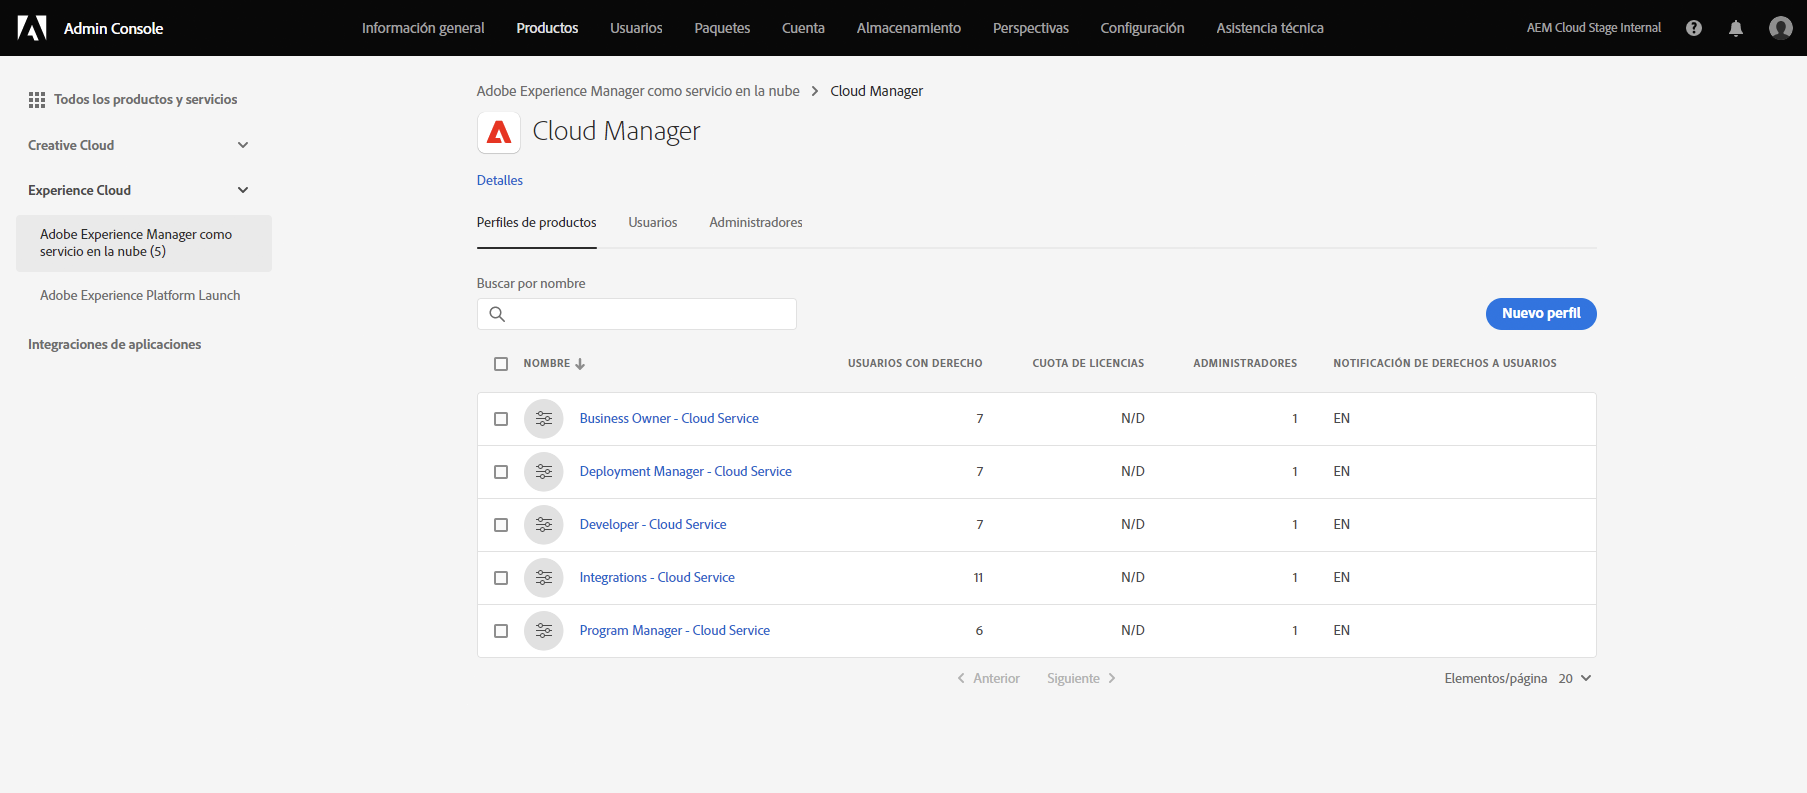 Admin Console
Información general
Productos
Usuarios
Paquetes
Cuenta
Almacenamiento
Perspectivas
Configuración
Asistencia técnica
AEM Cloud Stage Internal
Todos los productos y servicios
Creative Cloud
Experience Cloud
Adobe Experience Manager como
servicio en la nube (5)
Adobe Experience Platform Launch
Integraciones de aplicaciones
Adobe Experience Manager como servicio en la nube > Cloud Manager
Cloud Manager
Detalles
Perfiles de productos
Usuarios
Administradores
Buscar por nombre
Nuevo perfil
NOMBRE
USUARIOS CON DERECHO
CUOTA DE LICENCIAS
ADMINISTRADORES
NOTIFICACIÓN DE DERECHOS A USUARIOS
Business Owner - Cloud Service 7 N/D 1 EN
Deployment Manager - Cloud Service 7 N/D 1 EN
Developer - Cloud Service 7 N/D 1 EN
Integrations - Cloud Service 11 N/D 1 EN
Program Manager - Cloud Service 6 N/D 1 EN
Anterior
Siguiente
Elementos/página 20